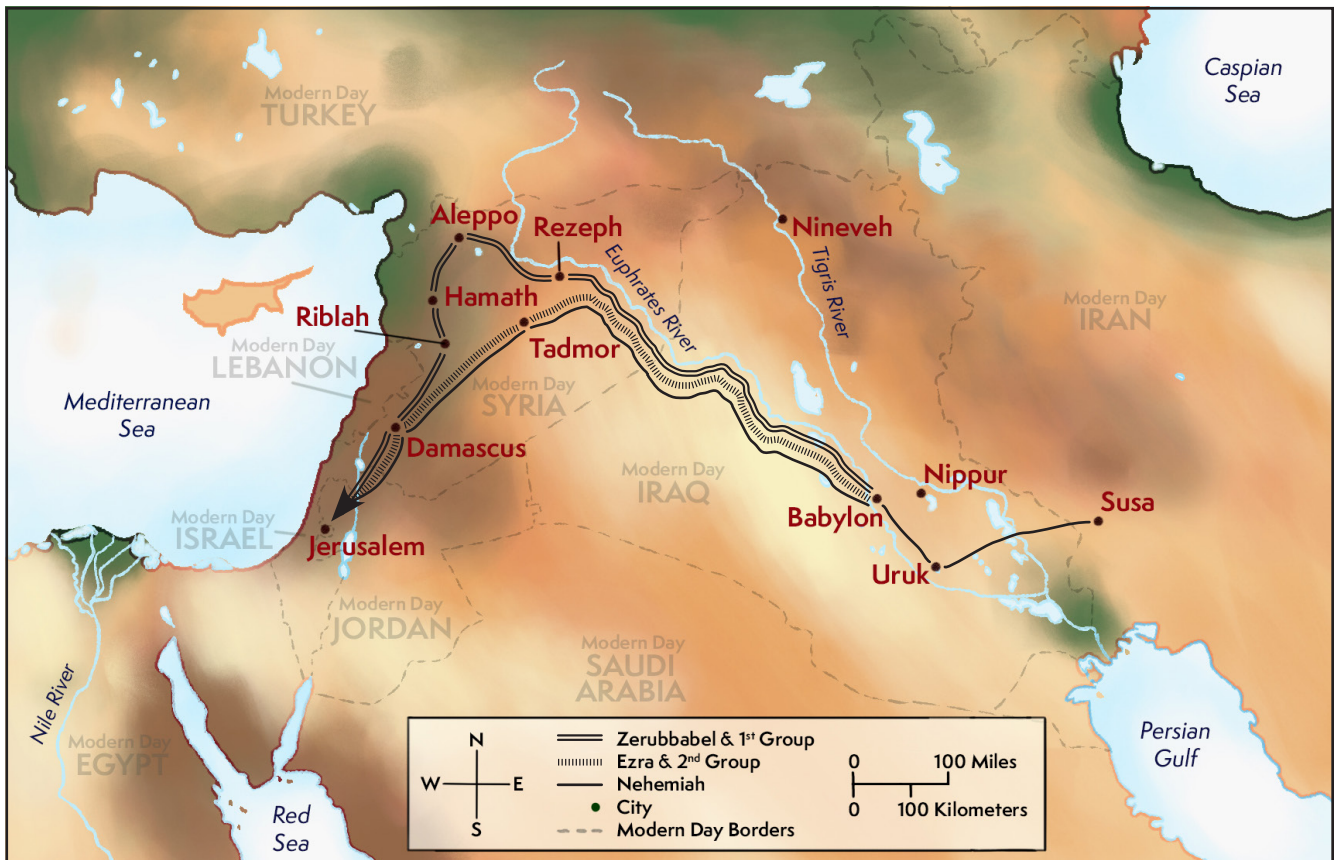 Caspian
Sea
Modern Day
TURKEY
Aleppo
Rezeph
Nineveh
Euphrates River
Tigris River
Hamath
Riblah
Modern Day
IRAN
Modern Day
LEBANON
Tadmor
Modern Day
SYRIA
Mediterranean
Sea
Damascus
Modern Day
IRAQ
Nippur
Susa
Babylon
Modern Day
ISRAEL
Jerusalem
Uruk
Modern Day
JORDAN
Modern Day
SAUDI
ARABIA
Nile River
Modern Day
EGYPT
Persian
Gulf
Red
Sea
N
W E
S
Zerubbabel & 1st Group
Ezra & 2nd Group
Nehemiah
City
Modern Day Borders
0 100 Miles
0 100 Kilometers